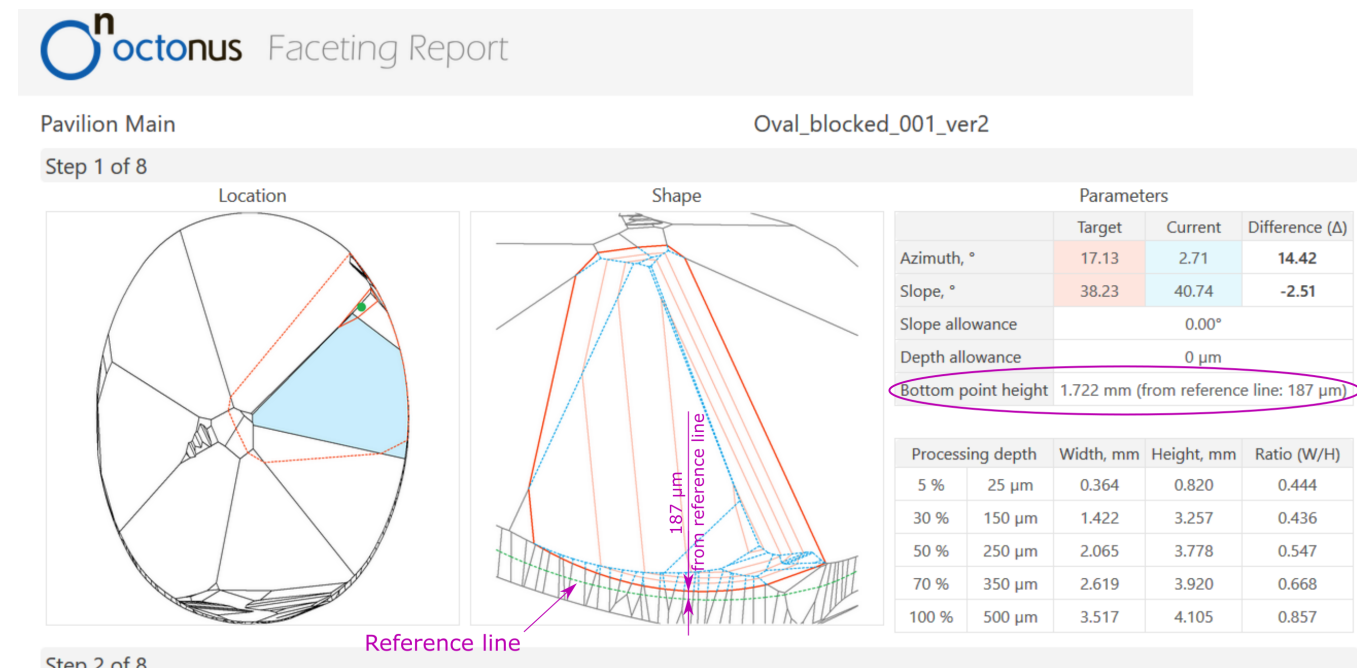 octonus Faceting Report
n
Pavilion Main Oval_blocked_001_ver2
Step 1 of 8
Location Shape Parameters
Target Current Difference (Δ)
Azimuth, ° 17.13 2.71 14.42
Slope, ° 38.23 40.74 -2.51
Slope allowance 0.00°
Depth allowance 0 µm
Bottom point height 1.722 mm (from reference line: 187 µm)
187 µm
from reference line
Processing depth Width, mm Height, mm Ratio (W/H)
5 % 25 µm 0.364 0.820 0.444
30 % 150 µm 1.422 3.257 0.436
50 % 250 µm 2.065 3.778 0.547
70 % 350 µm 2.619 3.920 0.668
100 % 500 µm 3.517 4.105 0.857
Reference line
Step 2 of 8